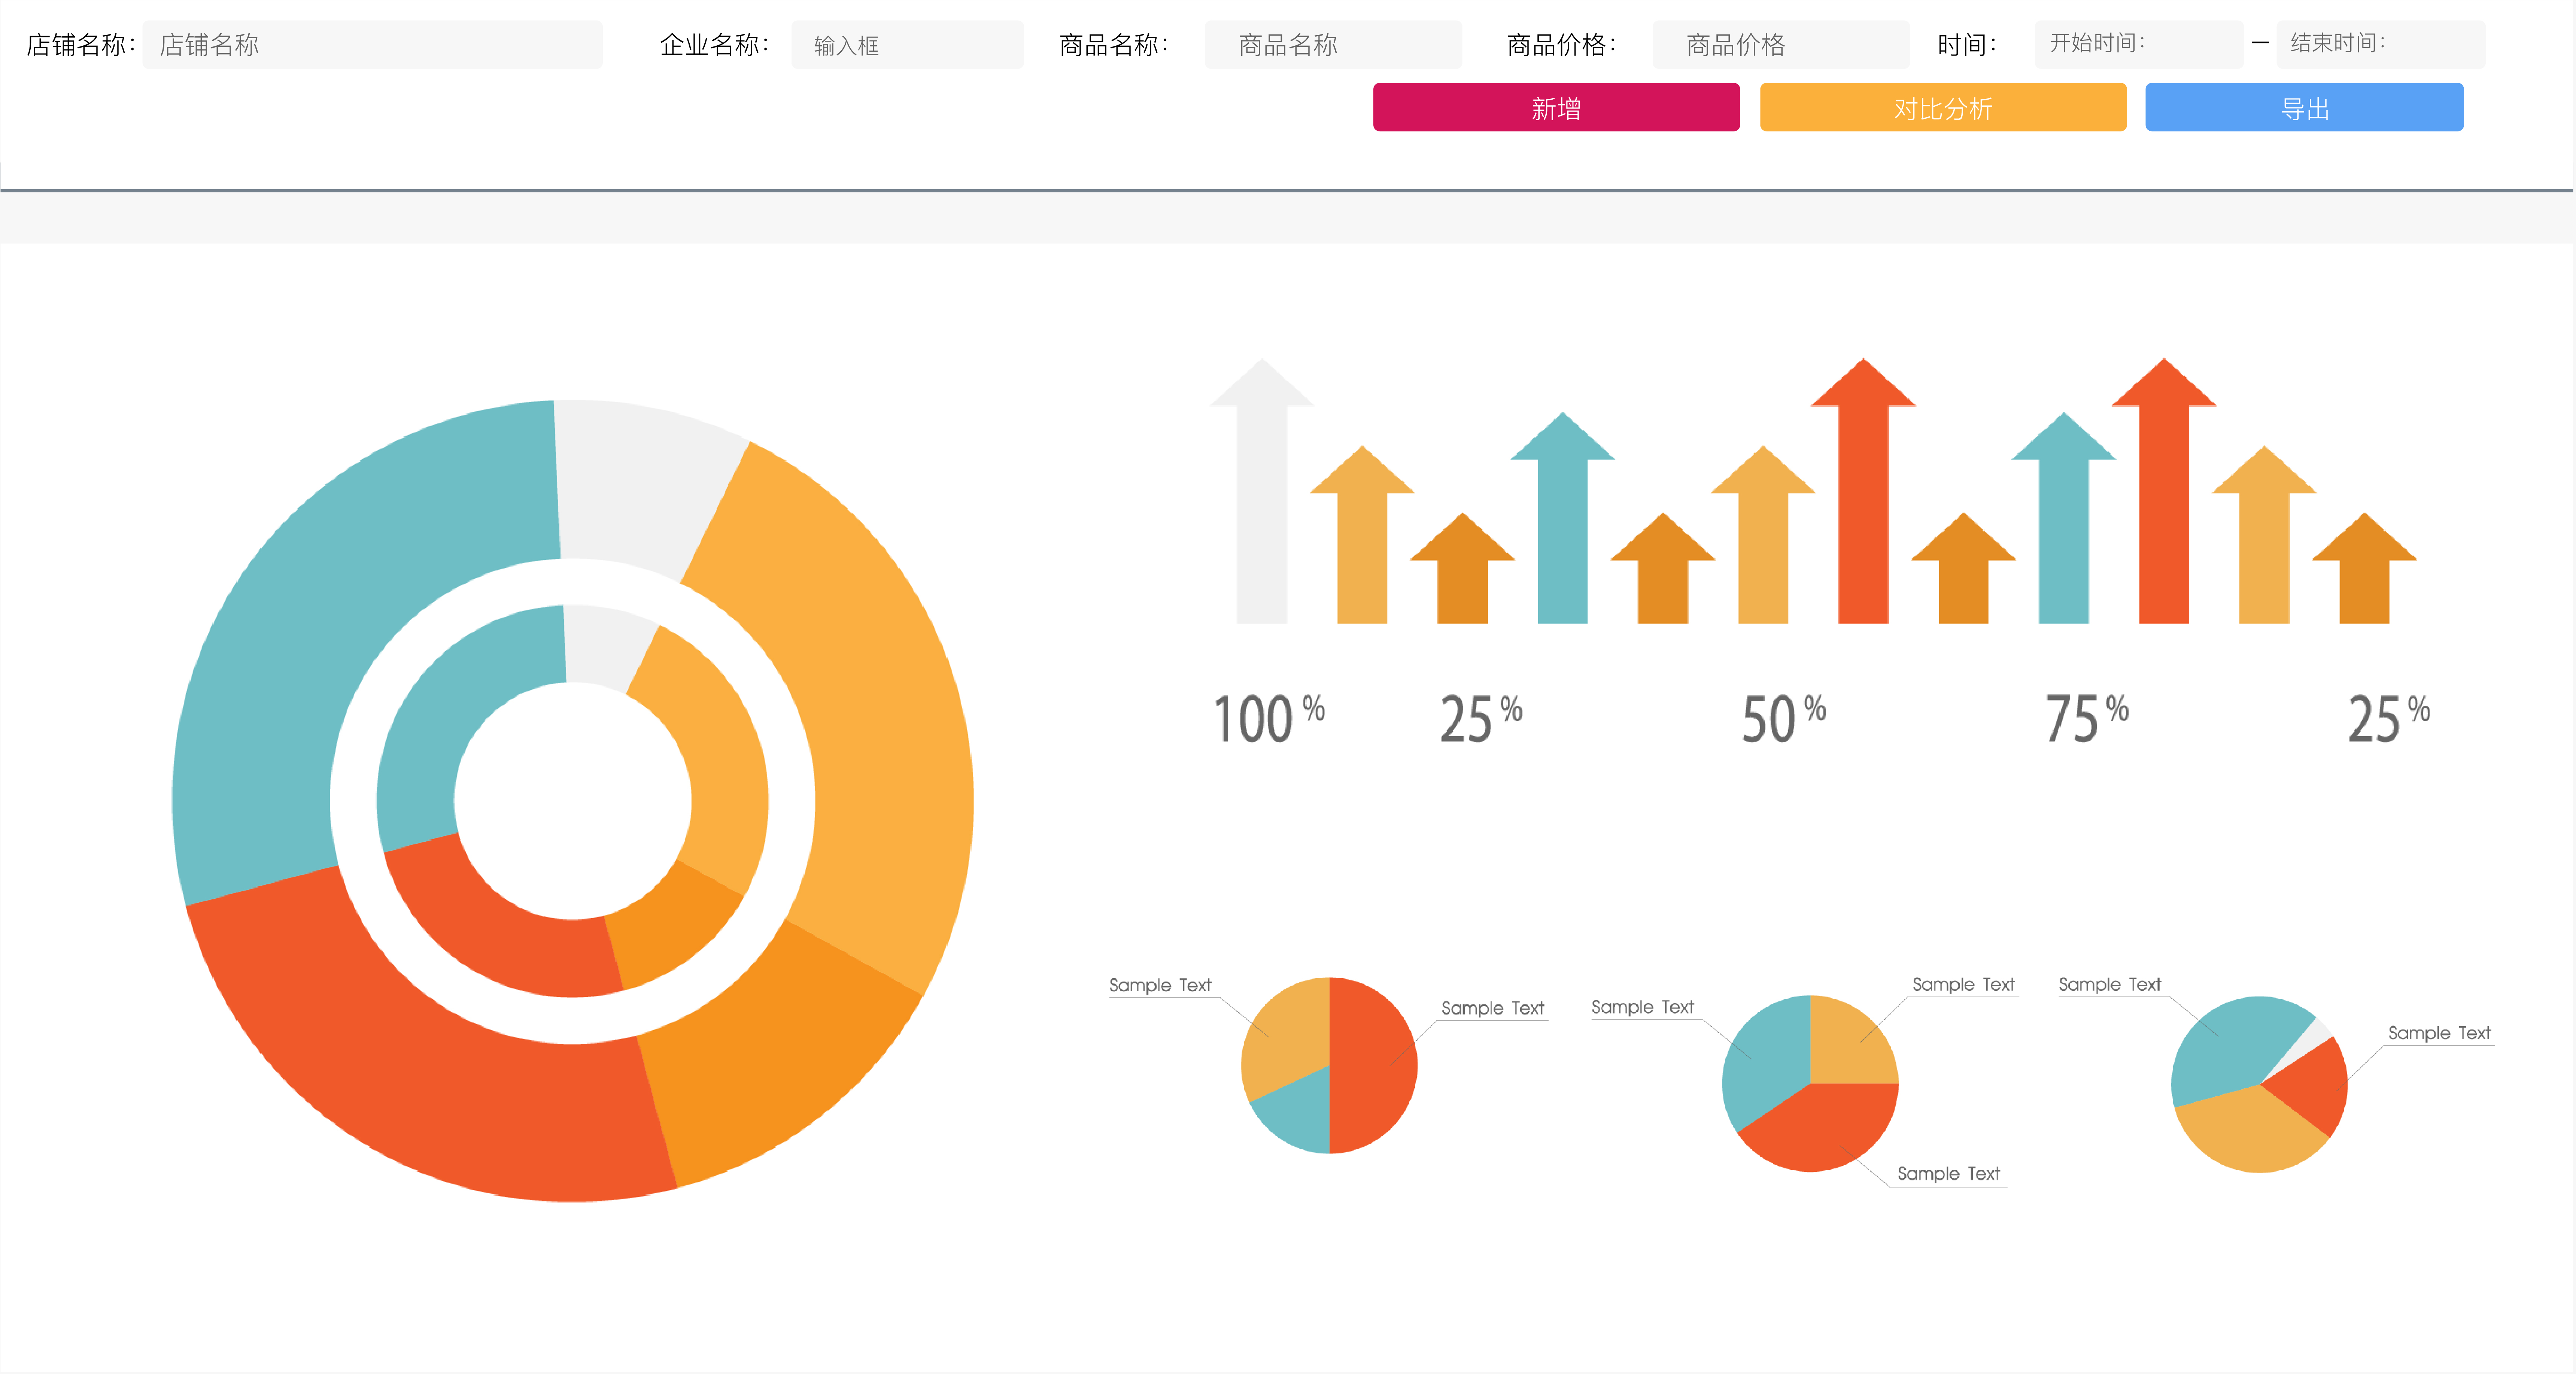 店铺名称： 店铺名称 企业名称： 输入框 商品名称： 商品名称 商品价格： 商品价格 时间： 开始时间： — 结束时间：
新增 对比分析 导出
100 % 25 % 50 % 75 % 25 %
Sample Text Sample Text Sample Text
Sample Text Sample Text
Sample Text
Sample Text